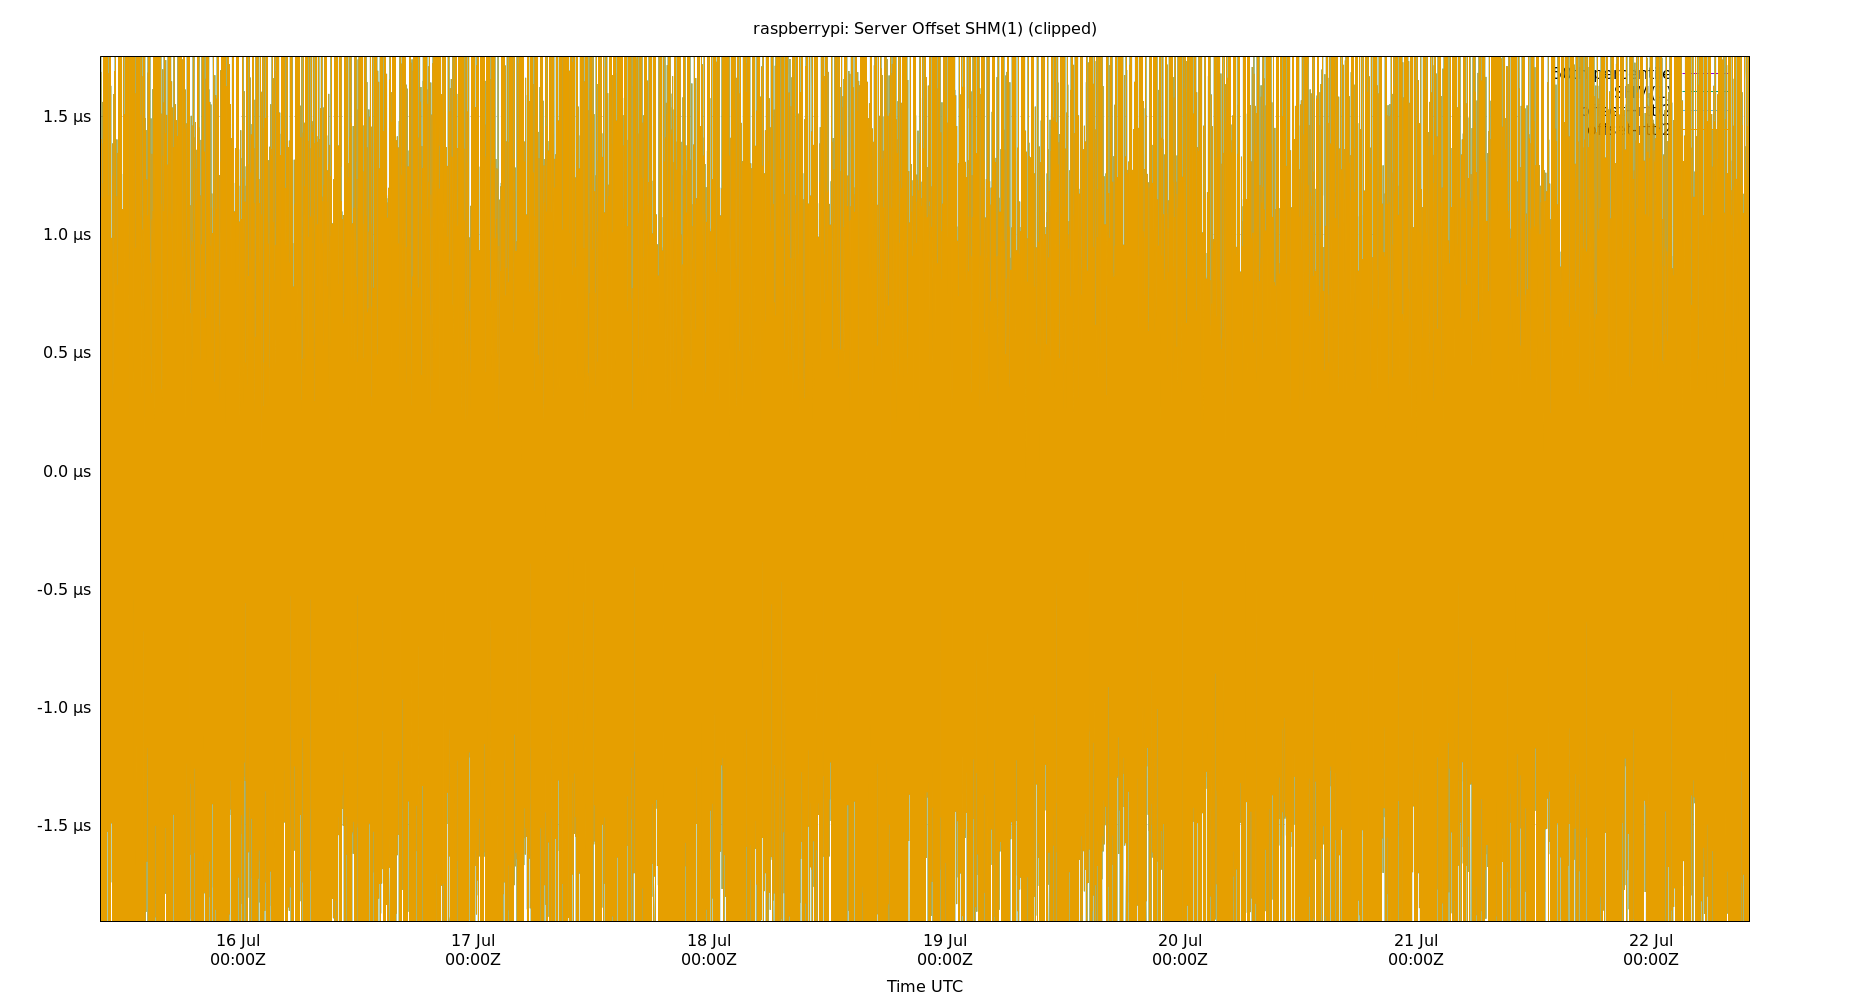 raspberrypi: Server Offset SHM(1) (clipped)
1.5 µs
1.0 µs
0.5 µs
0.0 µs
-0.5 µs
-1.0 µs
-1.5 µs
16 Jul 17 Jul 18 Jul 19 Jul 20 Jul 21 Jul 22 Jul
00:00Z 00:00Z 00:00Z 00:00Z 00:00Z 00:00Z 00:00Z
Time UTC